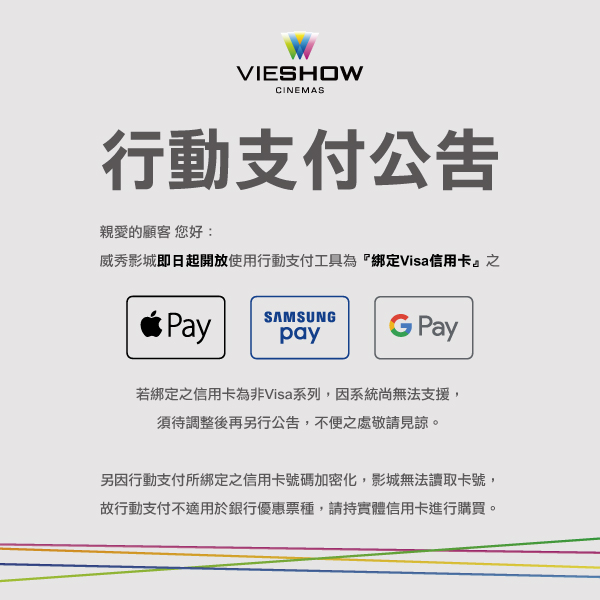 VIESHOW
CINEMAS
行動支付公告
親愛的顧客 您好：
威秀影城即日起開放使用行動支付工具為『綁定Visa信用卡』之
Pay
SAMSUNG
pay
G Pay
若綁定之信用卡為非Visa系列，因系統尚無法支援，
須待調整後再另行公告，不便之處敬請見諒。
另因行動支付所綁定之信用卡號碼加密化，影城無法讀取卡號，
故行動支付不適用於銀行優惠票種，請持實體信用卡進行購買。